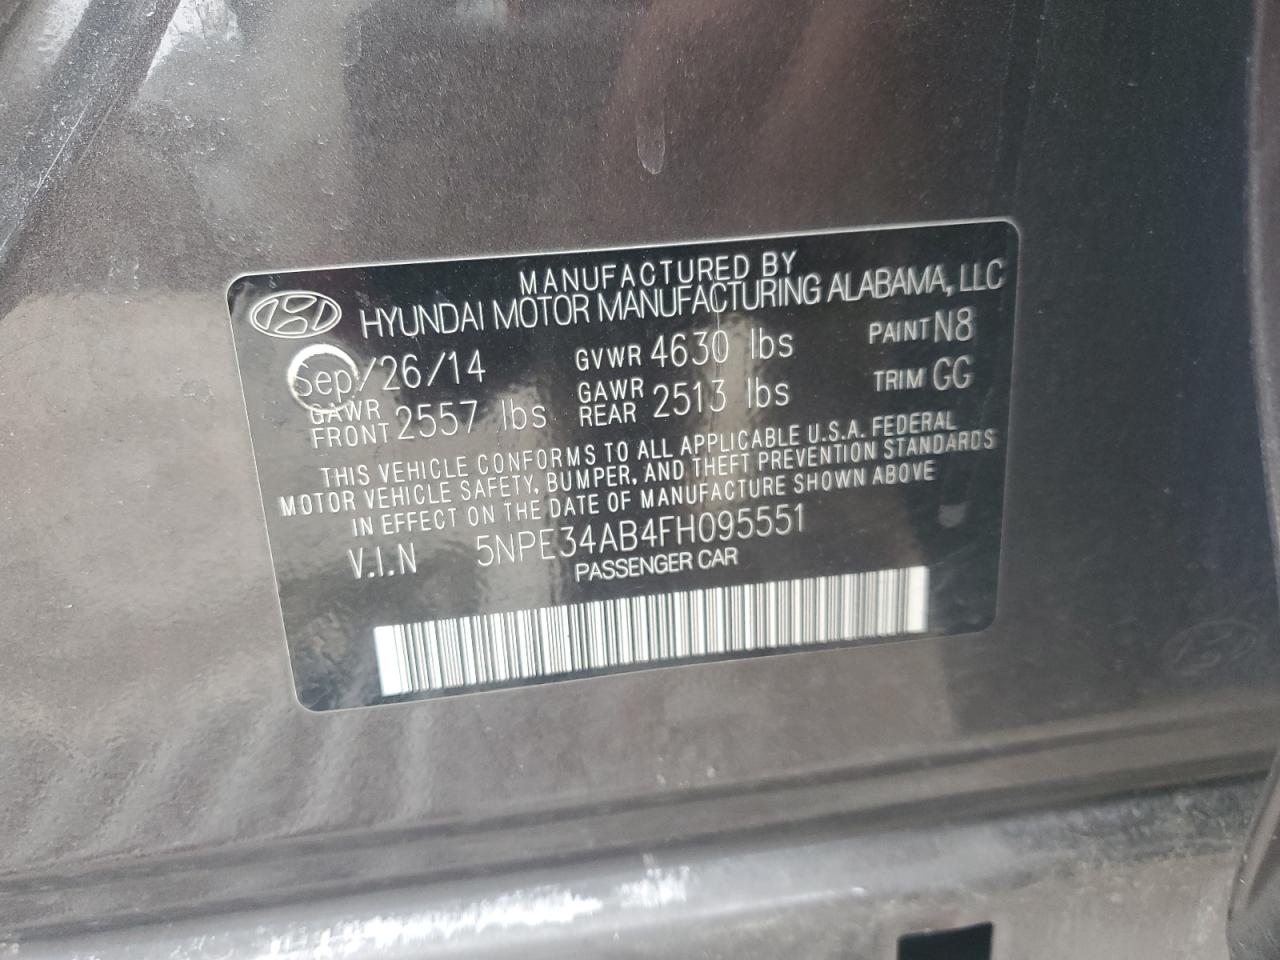 MANUFACTURED BY
HYUNDAI MOTOR MANUFACTURING ALABAMA, LLC
Sep/26/14 GVWR 4630 lbs PAINT N8
GAWR FRONT 2557 lbs GAWR REAR 2513 lbs TRIM GG
THIS VEHICLE CONFORMS TO ALL APPLICABLE U.S.A. FEDERAL
MOTOR VEHICLE SAFETY, BUMPER, AND THEFT PREVENTION STANDARDS
IN EFFECT ON THE DATE OF MANUFACTURE SHOWN ABOVE
V.I.N 5NPE34AB4FH095551
PASSENGER CAR